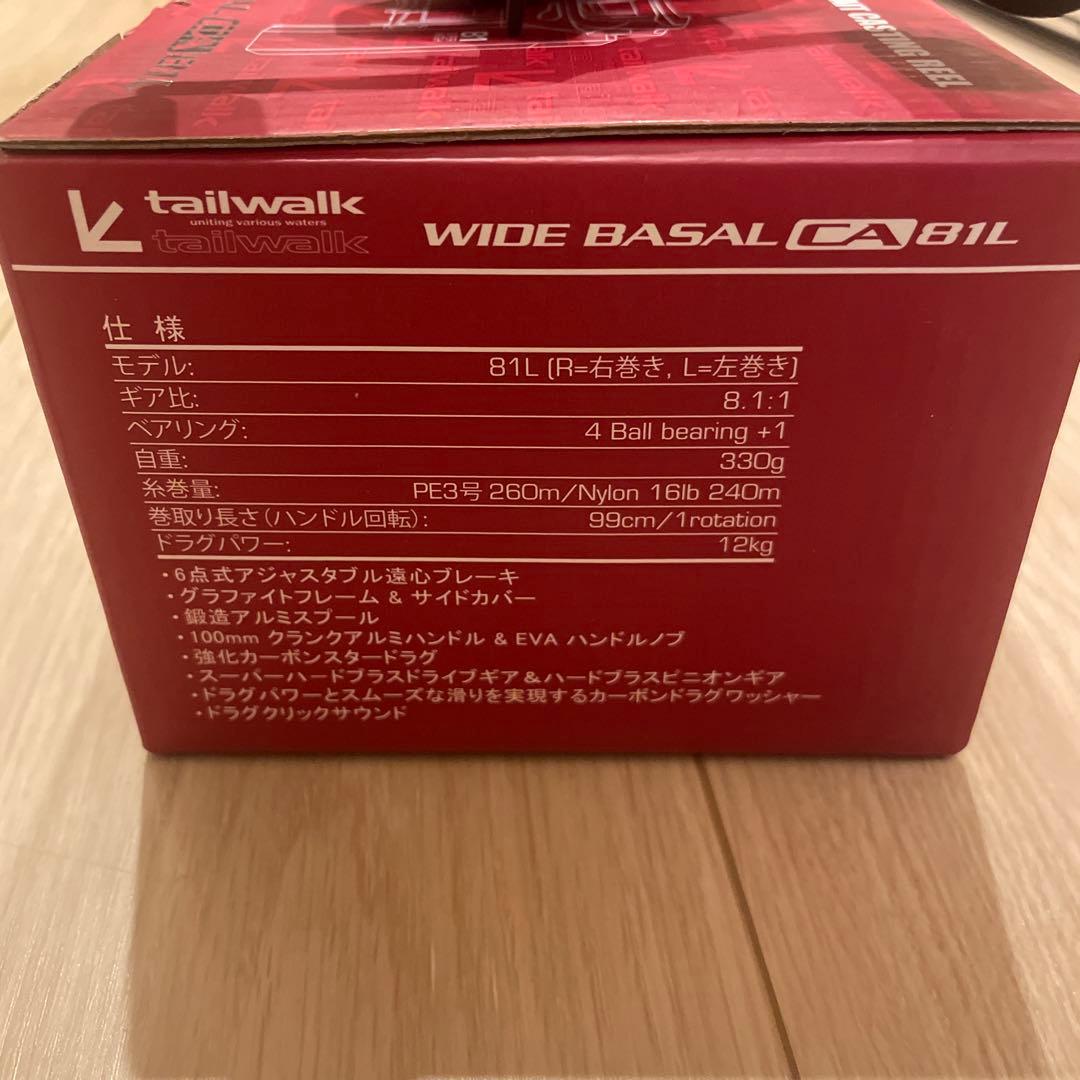 CASTING REEL
tailwalk
uniting various waters
tailwalk
WIDE BASAL CA 81L
仕 様
モデル: 81L (R=右巻き, L=左巻き)
ギア比: 8.1:1
ベアリング: 4 Ball bearing +1
自重: 330g
糸巻量: PE3号 260m/Nylon 16lb 240m
巻取り長さ(ハンドル回転): 99cm/1rotation
ドラグパワー: 12kg
・6点式アジャスタブル遠心ブレーキ
・グラファイトフレーム & サイドカバー
・鍛造アルミスプール
・100mm クランクアルミハンドル & EVA ハンドルノブ
・強化カーボンスタードラグ
・スーパーハードブラスドライブギア&ハードブラスピニオンギア
・ドラグパワーとスムーズな滑りを実現するカーボンドラグワッシャー
・ドラグクリックサウンド